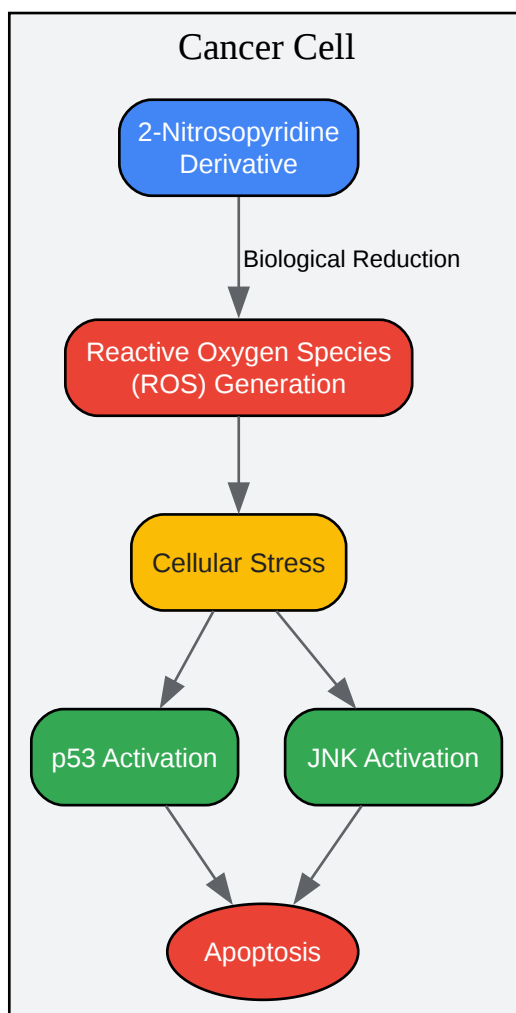 Cancer Cell
2-Nitrosopyridine
Derivative
Biological Reduction
Reactive Oxygen Species
(ROS) Generation
Cellular Stress
p53 Activation
JNK Activation
Apoptosis